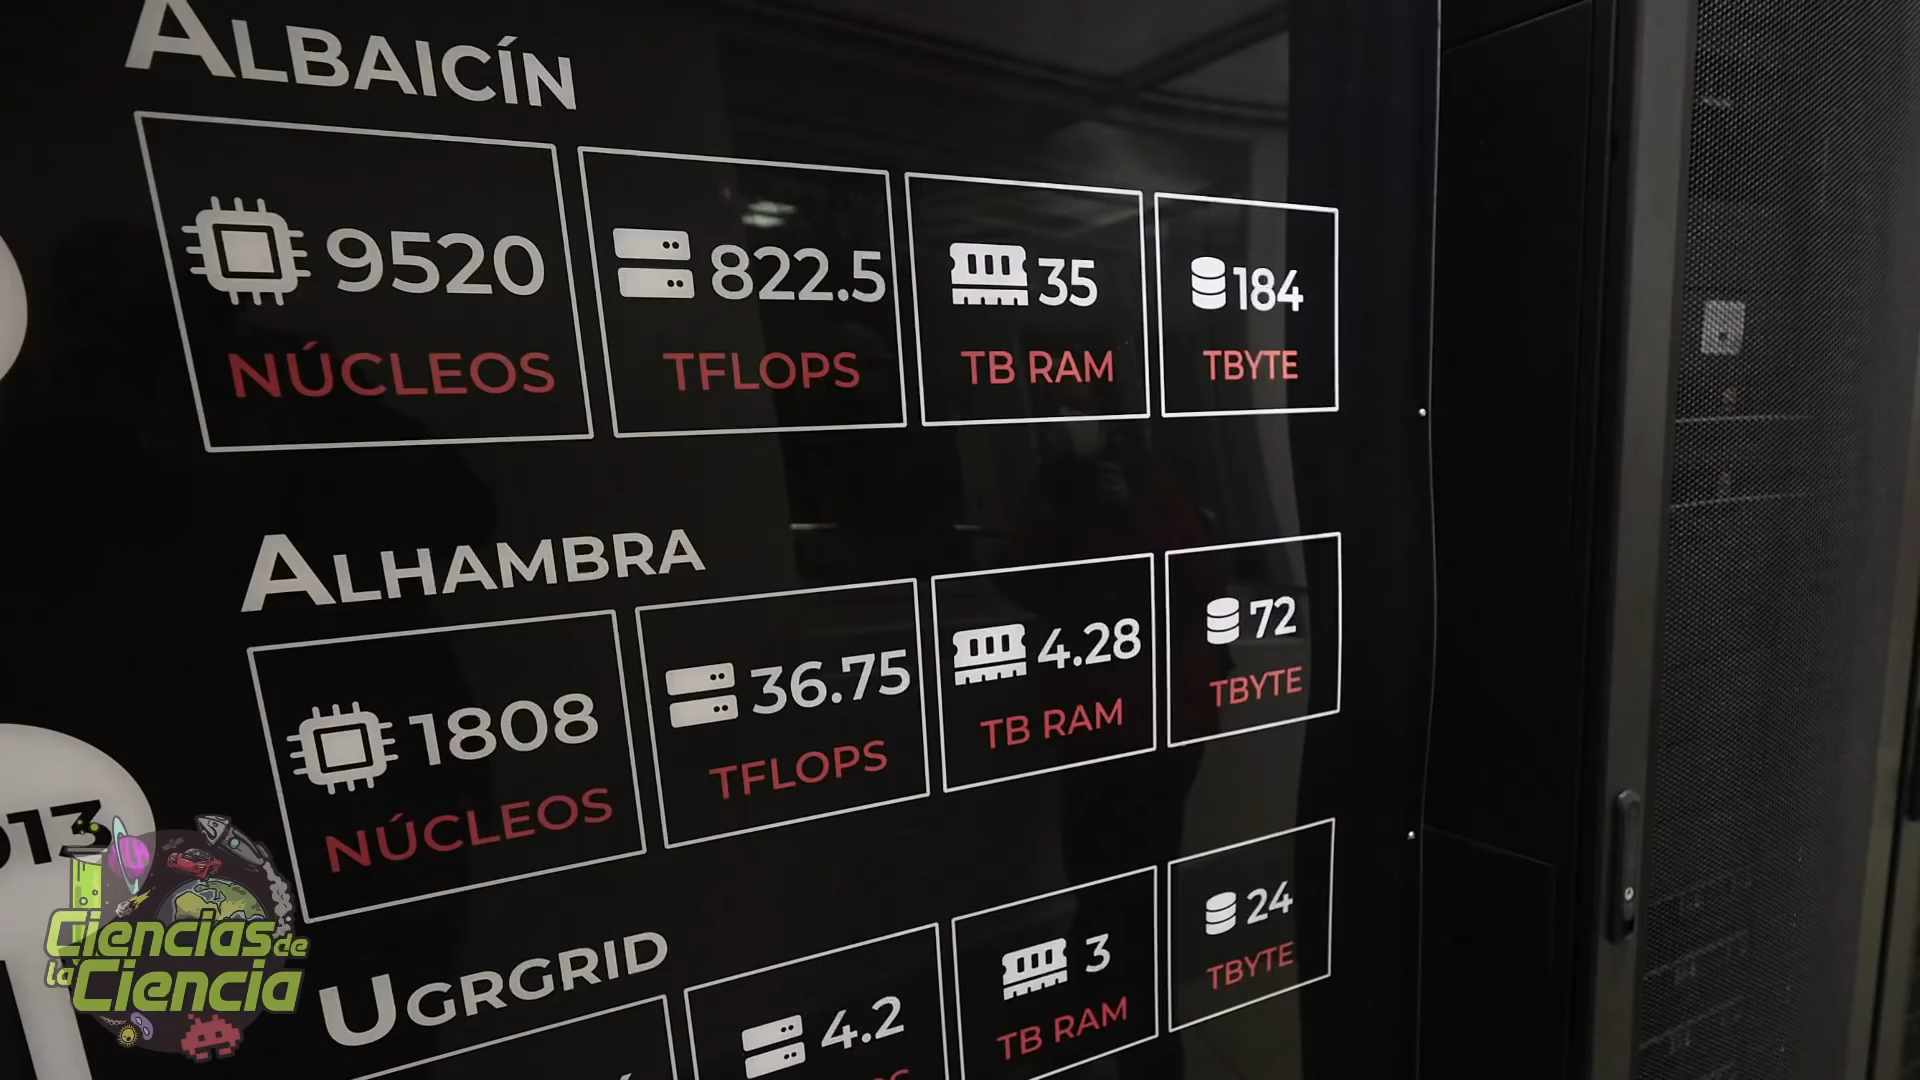 ALBAICÍN
9520 822.5 35 184
NÚCLEOS TFLOPS TB RAM TBYTE
ALHAMBRA
1808 36.75 4.28 72
NÚCLEOS TFLOPS TB RAM TBYTE
013
UGRGRID
4.2 3 24
TB RAM TBYTE
Ciencias de
la Ciencia